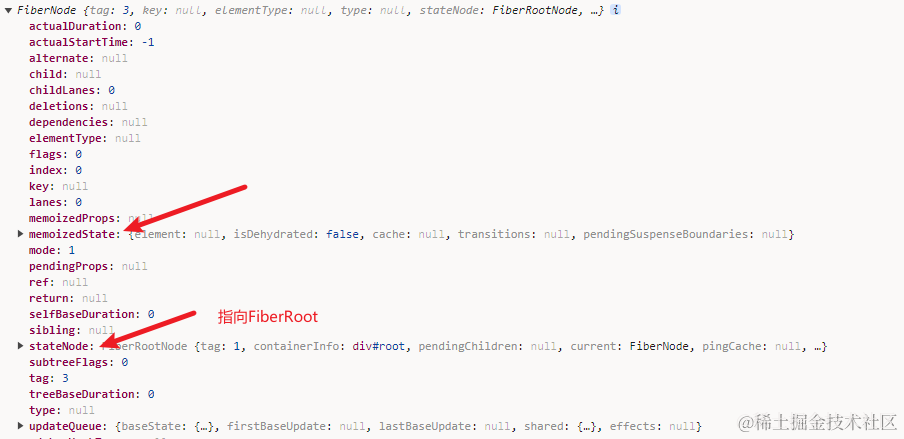 ▼ FiberNode {tag: 3, key: null, elementType: null, type: null, stateNode: FiberRootNode, …} i
actualDuration: 0
actualStartTime: -1
alternate: null
child: null
childLanes: 0
deletions: null
dependencies: null
elementType: null
flags: 0
index: 0
key: null
lanes: 0
memoizedProps: null
▶ memoizedState: {element: null, isDehydrated: false, cache: null, transitions: null, pendingSuspenseBoundaries: null}
mode: 1
pendingProps: null
ref: null
return: null
selfBaseDuration: 0
指向FiberRoot
sibling: null
▶ stateNode: FiberRootNode {tag: 1, containerInfo: div#root, pendingChildren: null, current: FiberNode, pingCache: null, …}
subtreeFlags: 0
tag: 3
treeBaseDuration: 0
type: null
▶ updateQueue: {baseState: {…}, firstBaseUpdate: null, lastBaseUpdate: null, shared: {…}, effects: null}
@稀土掘金技术社区